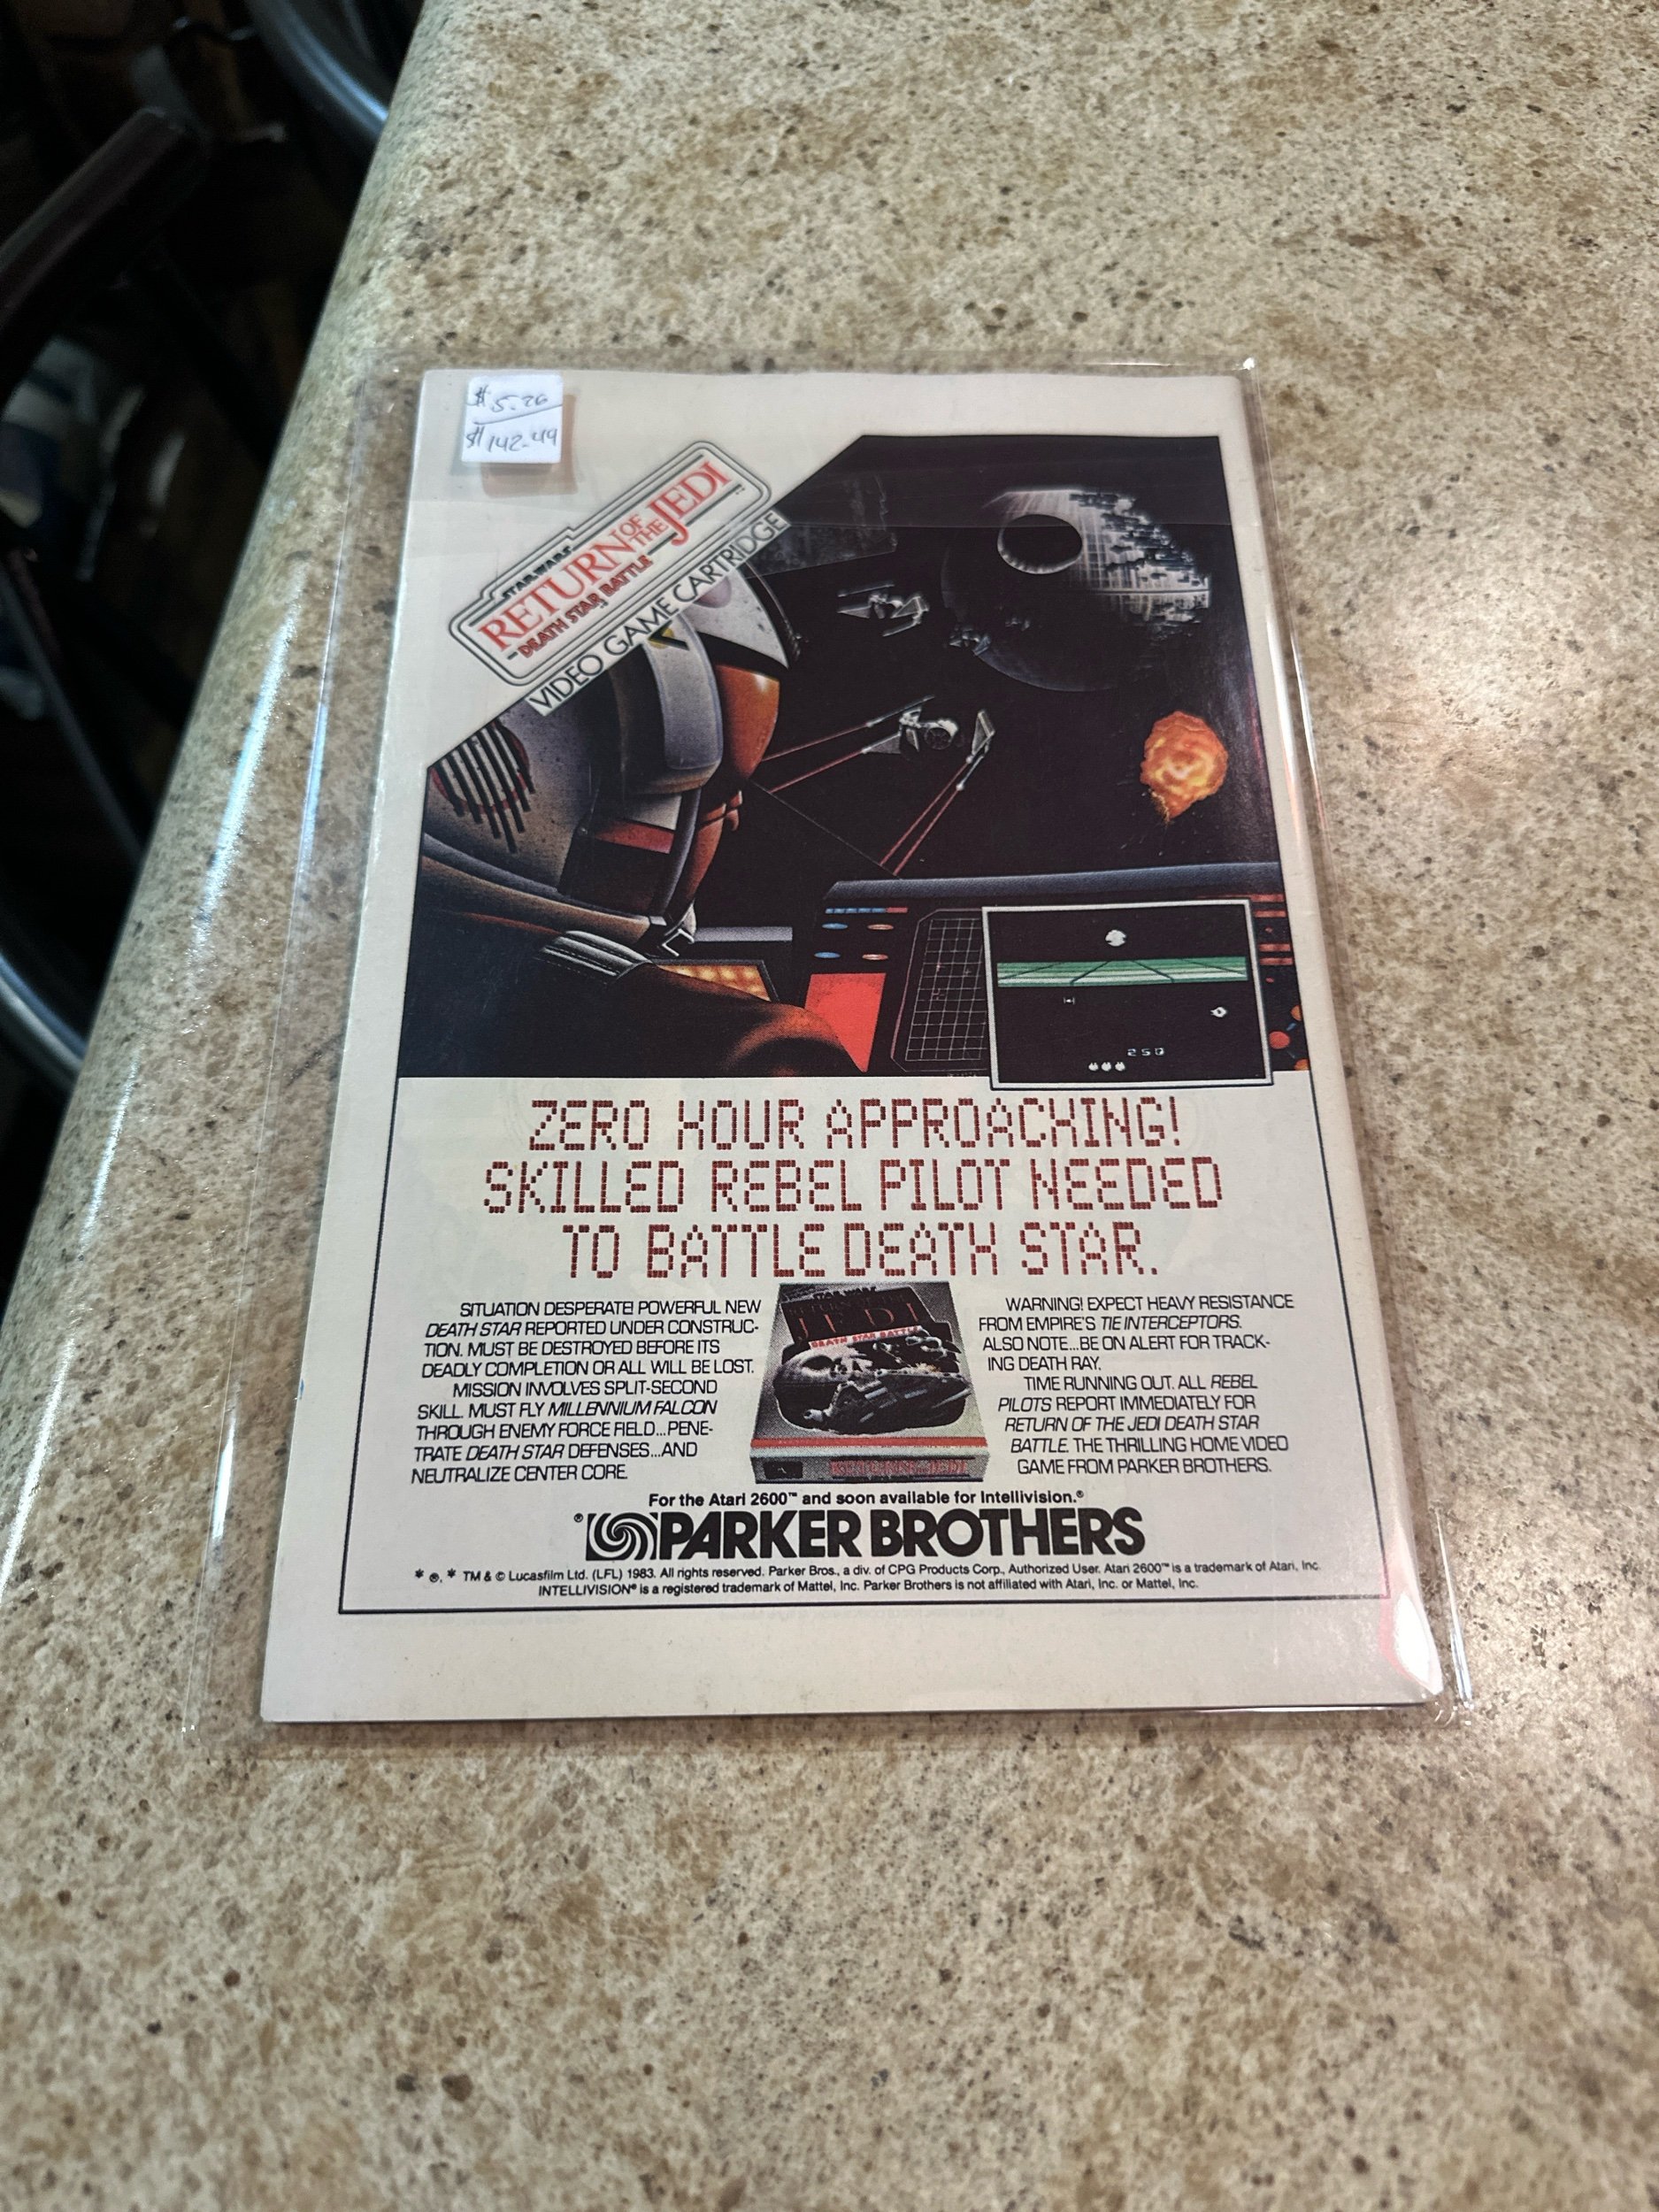 $5.26
$142.49
STAR WARS
RETURN OF THE JEDI™
DEATH STAR BATTLE
VIDEO GAME CARTRIDGE
250
ZERO HOUR APPROACHING!
SKILLED REBEL PILOT NEEDED
TO BATTLE DEATH STAR.
SITUATION DESPERATE! POWERFUL NEW
DEATH STAR REPORTED UNDER CONSTRUC-
TION. MUST BE DESTROYED BEFORE ITS
DEADLY COMPLETION OR ALL WILL BE LOST.
MISSION INVOLVES SPLIT-SECOND
SKILL. MUST FLY MILLENNIUM FALCON
THROUGH ENEMY FORCE FIELD...PENE-
TRATE DEATH STAR DEFENSES...AND
NEUTRALIZE CENTER CORE.
STAR WARS
JEDI
DEATH STAR BATTLE
RETURN OF THE JEDI
WARNING! EXPECT HEAVY RESISTANCE
FROM EMPIRE'S TIE INTERCEPTORS.
ALSO NOTE...BE ON ALERT FOR TRACK-
ING DEATH RAY.
TIME RUNNING OUT. ALL REBEL
PILOTS REPORT IMMEDIATELY FOR
RETURN OF THE JEDI DEATH STAR
BATTLE. THE THRILLING HOME VIDEO
GAME FROM PARKER BROTHERS.
For the Atari 2600™ and soon available for Intellivision.®
® PARKER BROTHERS
* ®, * TM & © Lucasfilm Ltd. (LFL) 1983. All rights reserved. Parker Bros., a div. of CPG Products Corp., Authorized User. Atari 2600™ is a trademark of Atari, Inc.
INTELLIVISION® is a registered trademark of Mattel, Inc. Parker Brothers is not affiliated with Atari, Inc. or Mattel, Inc.